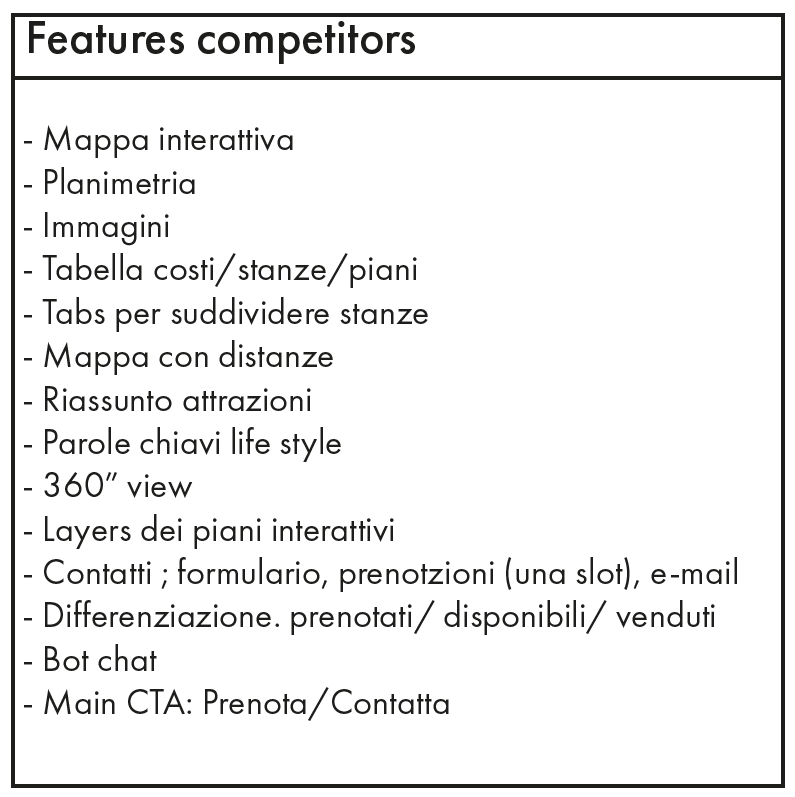 Features competitors
- Mappa interattiva
- Planimetria
- Immagini
- Tabella costi/stanze/piani
- Tabs per suddividere stanze
- Mappa con distanze
- Riassunto attrazioni
- Parole chiavi life style
- 360” view
- Layers dei piani interattivi
- Contatti ; formulario, prenotzioni (una slot), e-mail
- Differenziazione. prenotati/ disponibili/ venduti
- Bot chat
- Main CTA: Prenota/Contatta